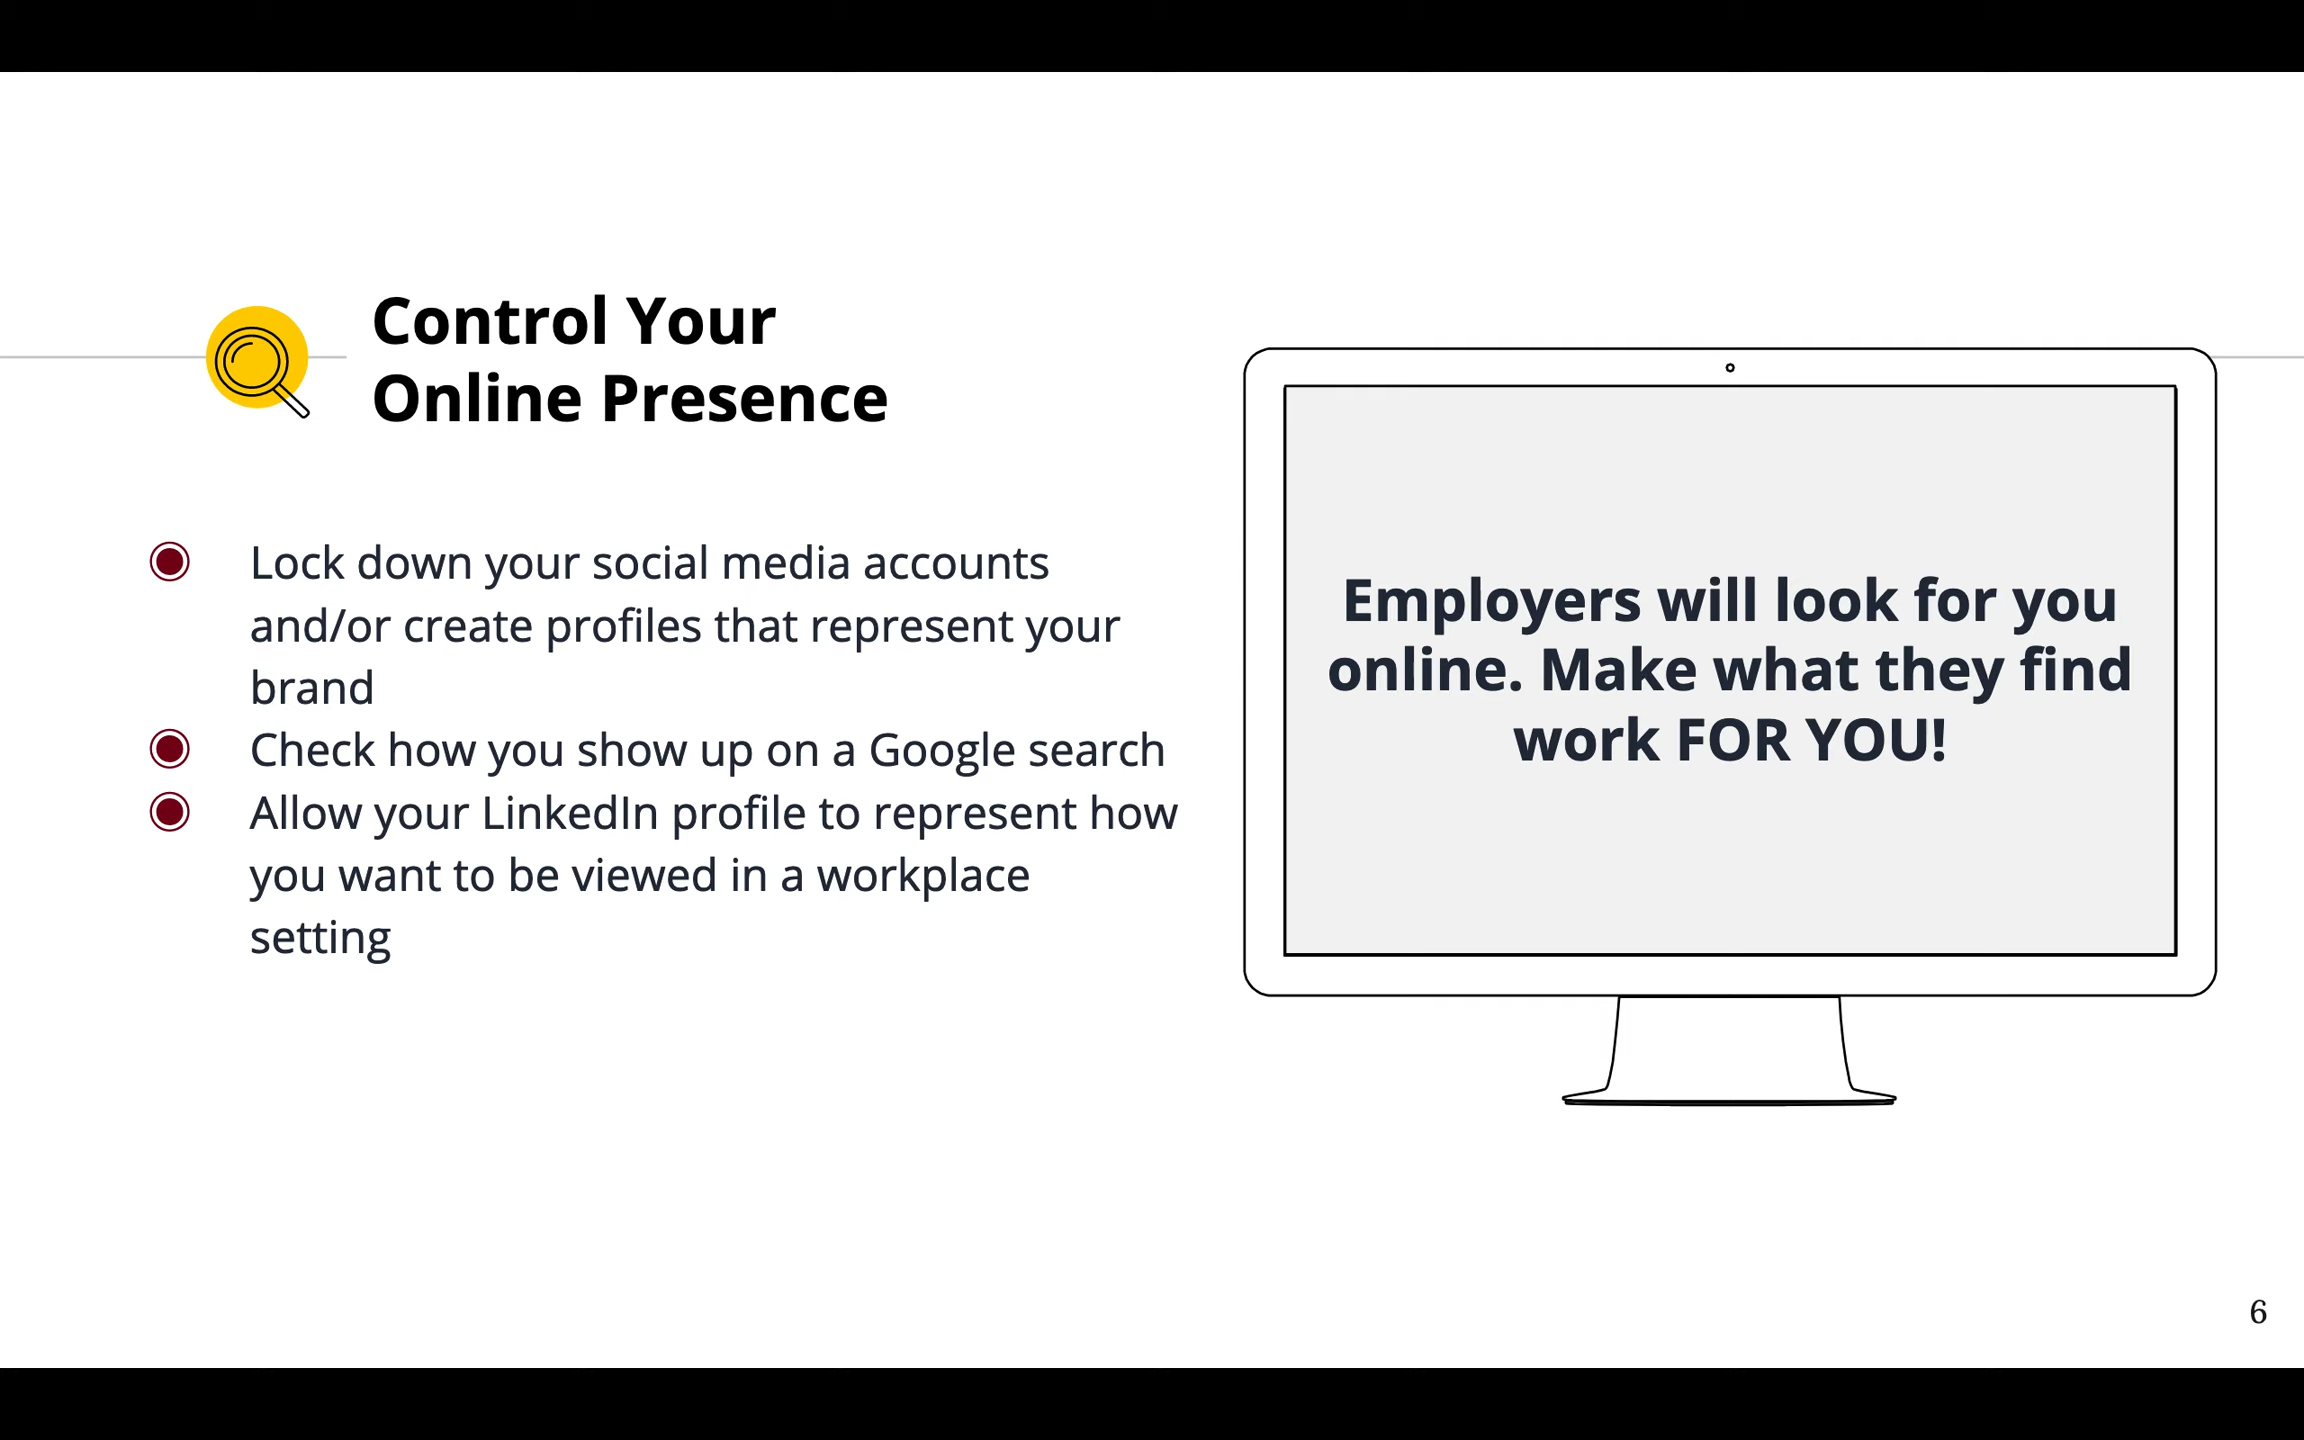 Control Your
Online Presence
Lock down your social media accounts
and/or create profiles that represent your
brand
Check how you show up on a Google search
Allow your LinkedIn profile to represent how
you want to be viewed in a workplace
setting
Employers will look for you
online. Make what they find
work FOR YOU!
6